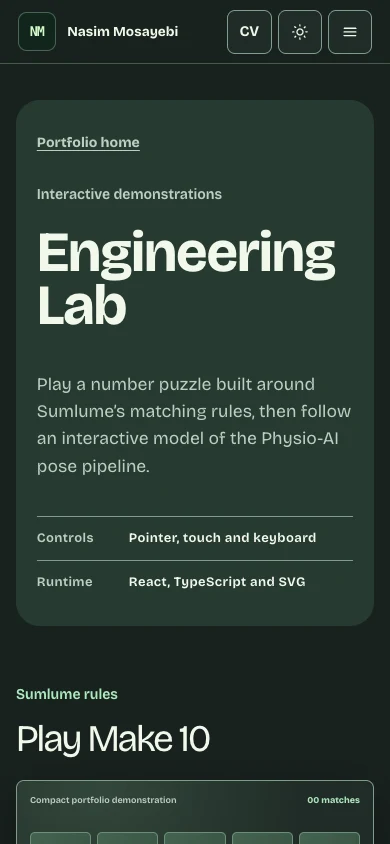 NM
Nasim Mosayebi
CV
Portfolio home
Interactive demonstrations
Engineering
Lab
Play a number puzzle built around
Sumlume's matching rules, then follow
an interactive model of the Physio-AI
pose pipeline.
Controls Pointer, touch and keyboard
Runtime React, TypeScript and SVG
Sumlume rules
Play Make 10
Compact portfolio demonstration 00 matches